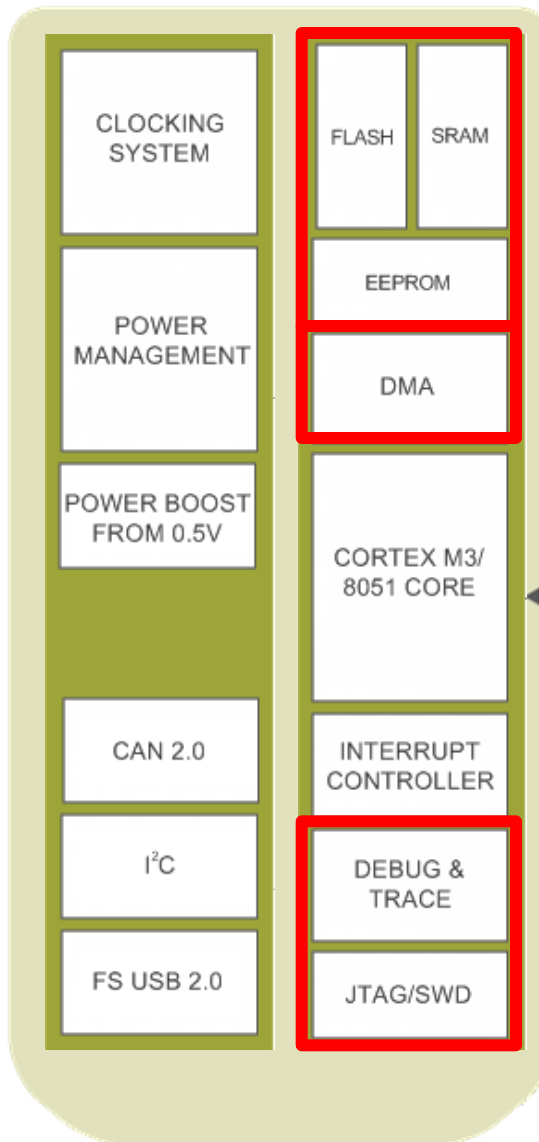 CLOCKING
SYSTEM
POWER
MANAGEMENT
POWER BOOST
FROM 0.5V
CAN 2.0
I²C
FS USB 2.0
FLASH
SRAM
EEPROM
DMA
CORTEX M3/
8051 CORE
INTERRUPT
CONTROLLER
DEBUG &
TRACE
JTAG/SWD